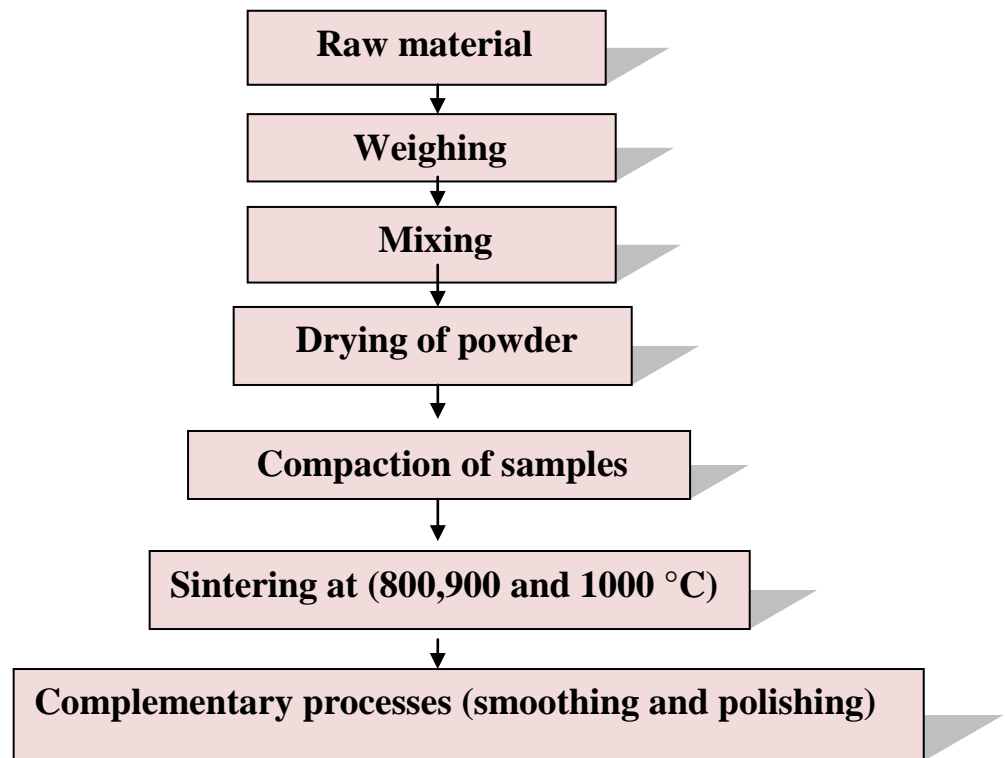 Raw material
Weighing
Mixing
Drying of powder
Compaction of samples
Sintering at (800,900 and 1000 °C)
Complementary processes (smoothing and polishing)